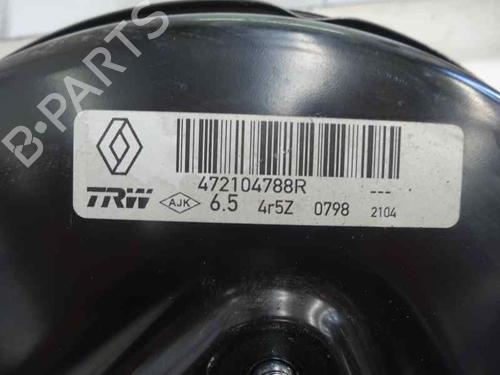 B-PARTS
472104788R ---
TRW AJK 6.5 4r5Z 0798 2104